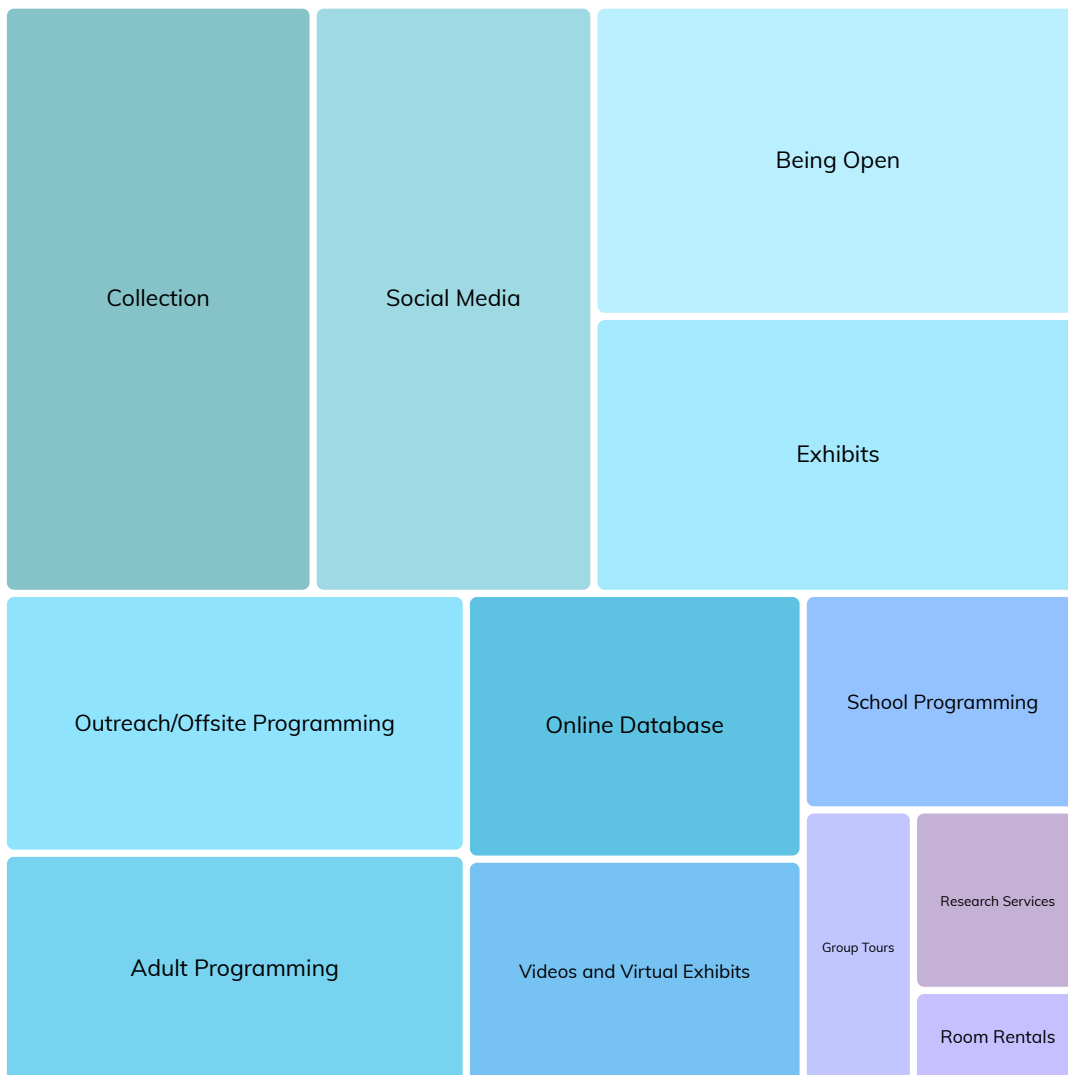 Collection
Social Media
Being Open
Exhibits
Outreach/Offsite Programming
Online Database
School Programming
Adult Programming
Videos and Virtual Exhibits
Group Tours
Research Services
Room Rentals